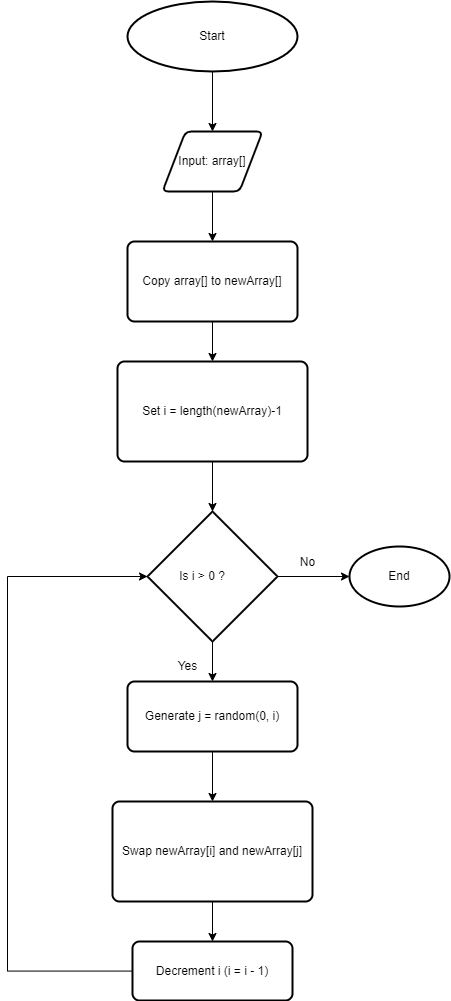 Start
Input: array[]
Copy array[] to newArray[]
Set i = length(newArray)-1
Is i > 0 ?
No
End
Yes
Generate j = random(0, i)
Swap newArray[i] and newArray[j]
Decrement i (i = i - 1)